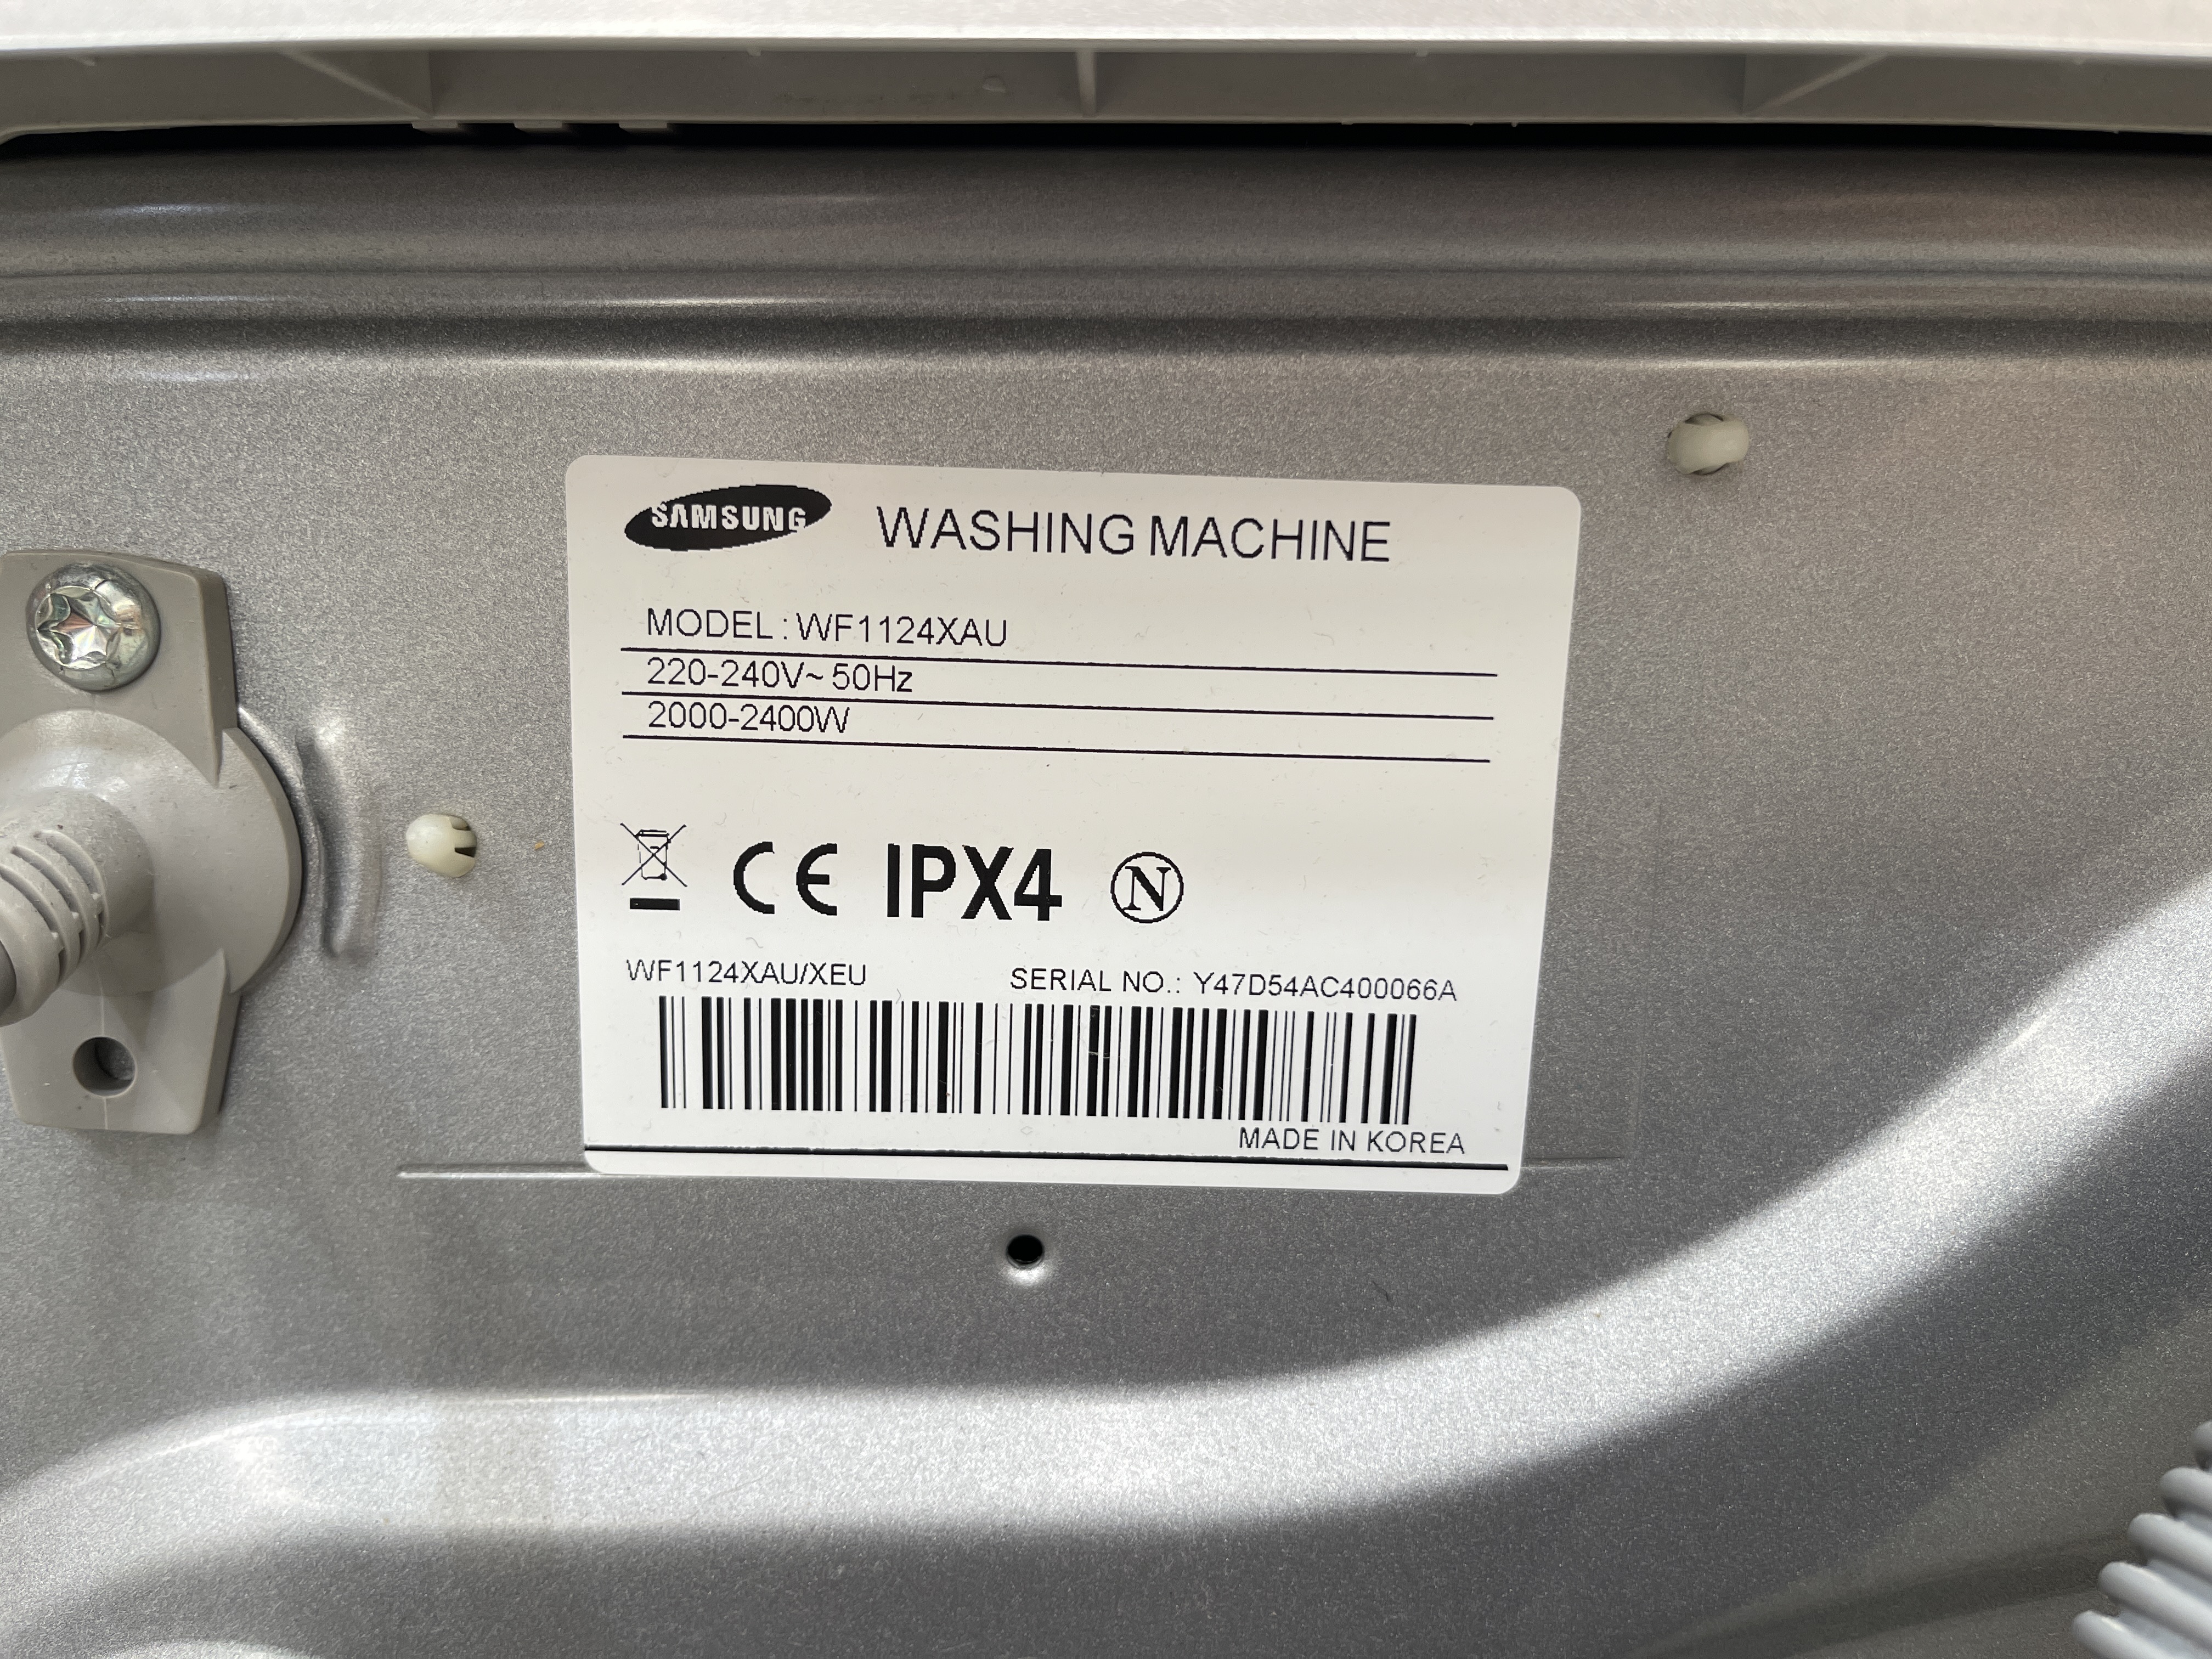 SAMSUNG WASHING MACHINE
MODEL : WF1124XAU
220-240V~ 50Hz
2000-2400W
CE IPX4 N
WF1124XAU/XEU SERIAL NO.: Y47D54AC400066A
MADE IN KOREA